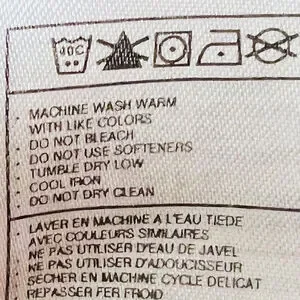 40C
MACHINE WASH WARM
WITH LIKE COLORS
DO NOT BLEACH
DO NOT USE SOFTENERS
TUMBLE DRY LOW
COOL IRON
DO NOT DRY CLEAN
LAVER EN MACHINE A L'EAU TIEDE
AVEC COULEURS SIMILAIRES
NE PAS UTILISER D'EAU DE JAVEL
NE PAS UTILISER D'ADOUCISSEUR
SECHER EN MACHINE CYCLE DELICAT
REPASSER FER FROID